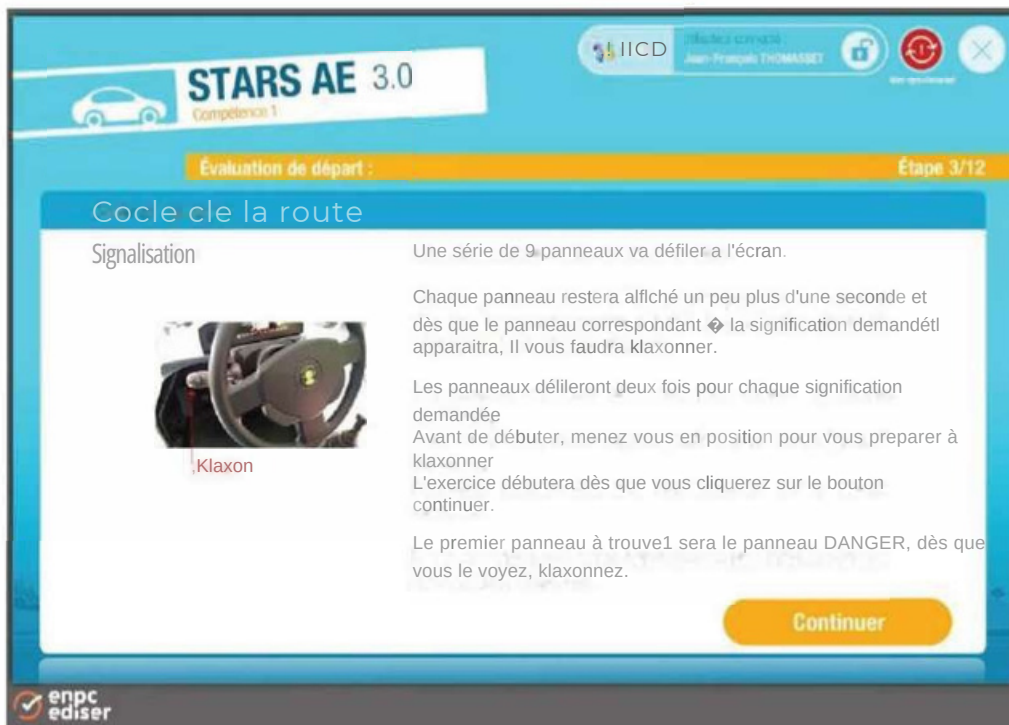 STARS AE 3.0
Compétence 1
IICD
Jean-François THOMASSET
Évaluation de départ :
Étape 3/12
Cocle cle la route
Signalisation
Klaxon
Une série de 9 panneaux va défiler a l'écran.
Chaque panneau restera alflché un peu plus d'une seconde et
dès que le panneau correspondant � la signification demandétl
apparaitra, Il vous faudra klaxonner.
Les panneaux délileront deux fois pour chaque signification
demandée
Avant de débuter, menez vous en position pour vous preparer à
klaxonner
L'exercice débutera dès que vous cliquerez sur le bouton
continuer.
Le premier panneau à trouve1 sera le panneau DANGER, dès que
vous le voyez, klaxonnez.
Continuer
enpc
ediser